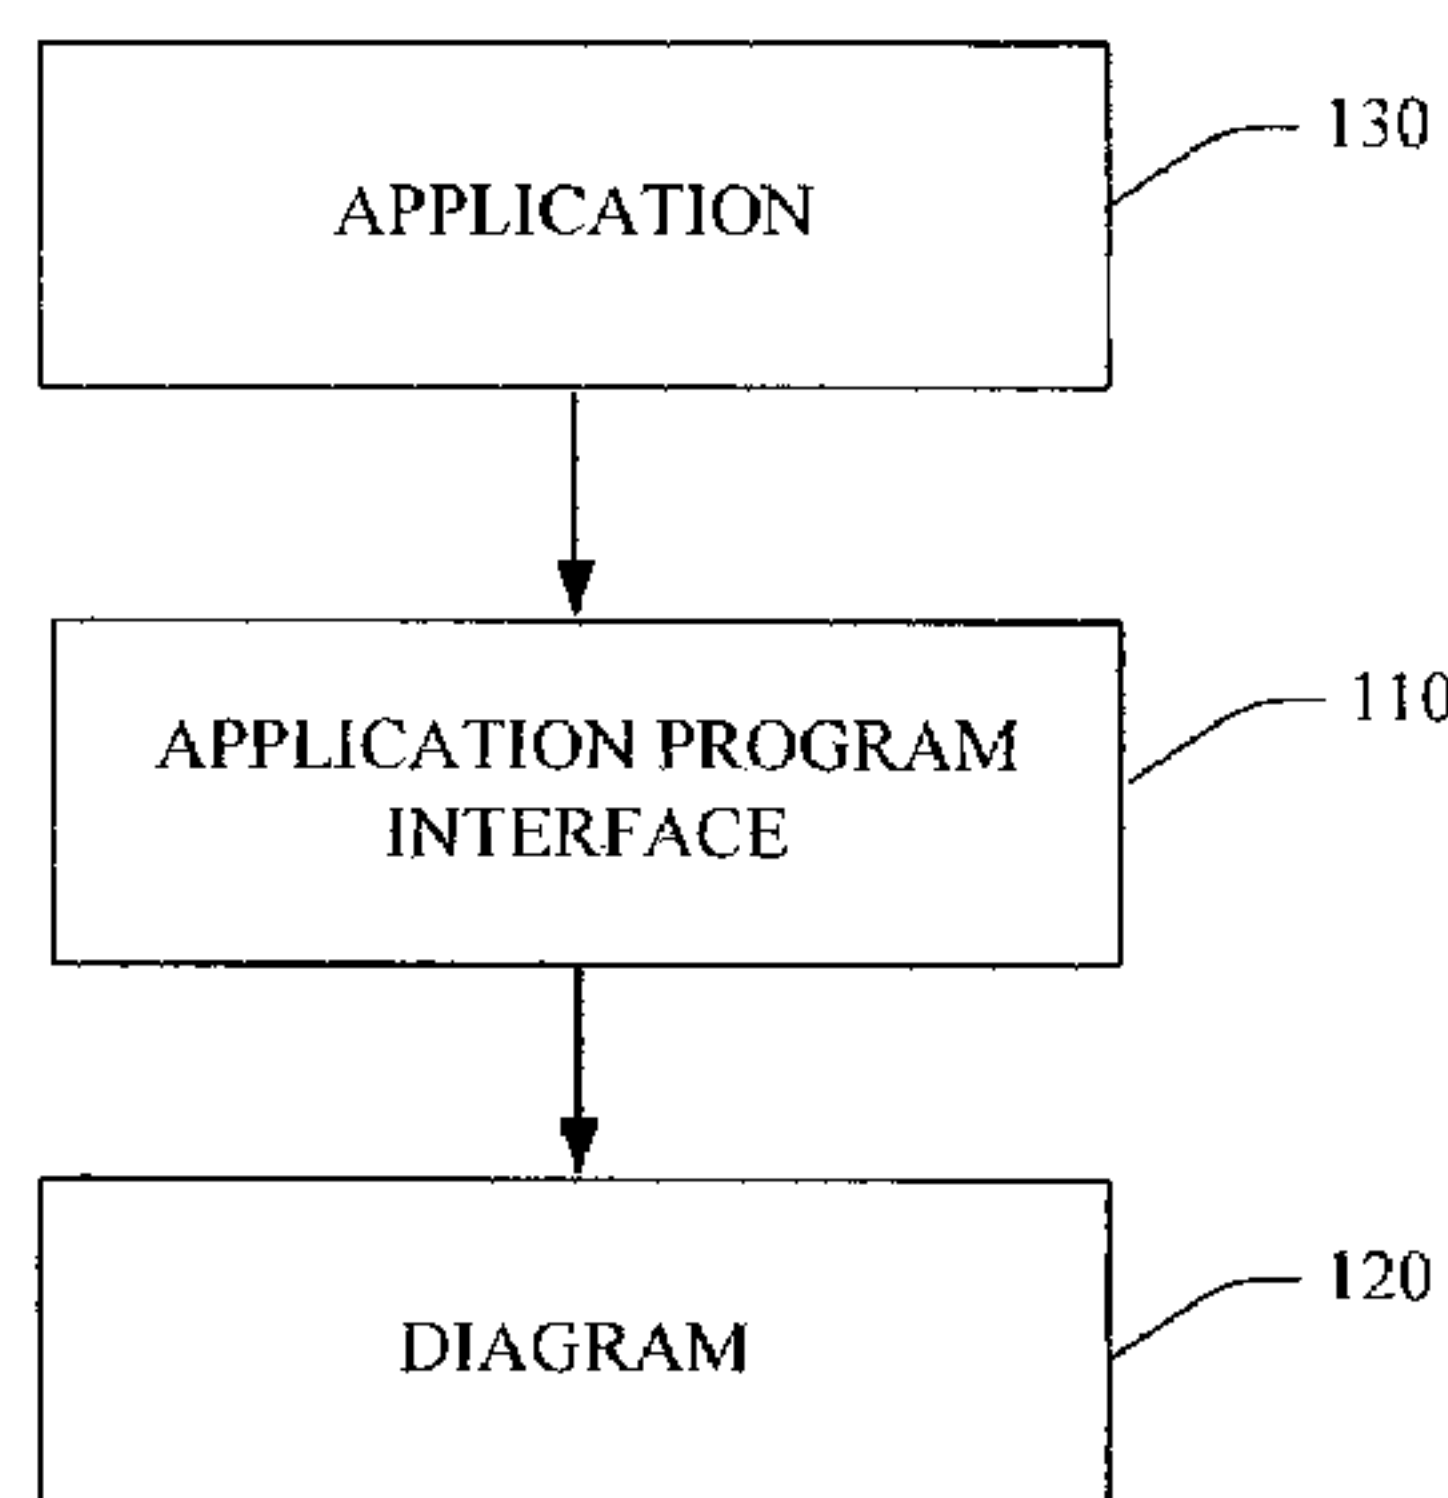 APPLICATION
130
APPLICATION PROGRAM
INTERFACE
110
DIAGRAM
120